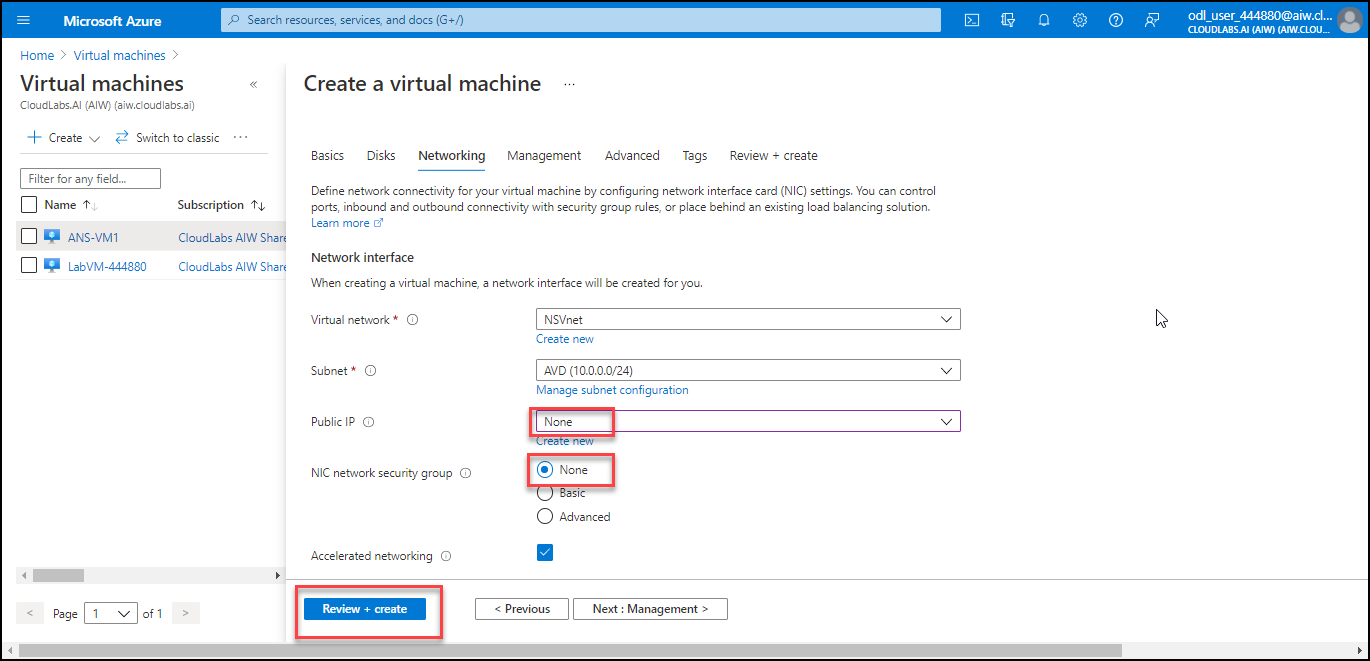 Microsoft Azure
Search resources, services, and docs (G+/)
odl_user_444880@aiw.cl...
CLOUDLABS.AI (AIW) (AIW.CLOU...
Home > Virtual machines >
Virtual machines
«
CloudLabs.AI (AIW) (aiw.cloudlabs.ai)
Create
Switch to classic
...
Filter for any field...
Name
Subscription
ANS-VM1
CloudLabs AIW Share
LabVM-444880
CloudLabs AIW Share
< Page 1 of 1 >
Create a virtual machine ...
Basics Disks Networking Management Advanced Tags Review + create
Define network connectivity for your virtual machine by configuring network interface card (NIC) settings. You can control
ports, inbound and outbound connectivity with security group rules, or place behind an existing load balancing solution.
Learn more
Network interface
When creating a virtual machine, a network interface will be created for you.
Virtual network *
NSVnet
Create new
Subnet *
AVD (10.0.0.0/24)
Manage subnet configuration
Public IP
None
Create new
NIC network security group
None
Basic
Advanced
Accelerated networking
Review + create
< Previous
Next : Management >